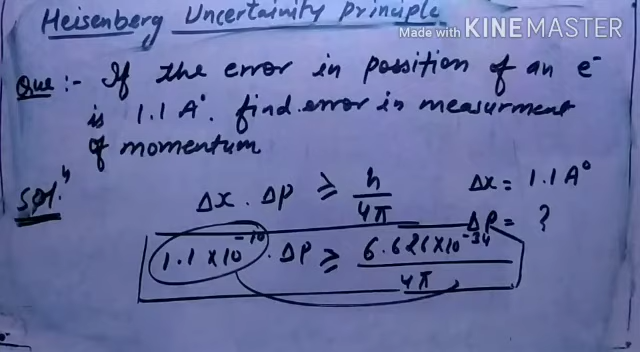 Heisenberg Uncertainity Principle
Made with KINEMASTER
Que :- If the error in possition of an e⁻
is 1.1 A° . find error in measurment
of momentum
Solⁿ
Δx . ΔP ≥ h/4π
Δx = 1.1 A°
ΔP = ?
1.1 × 10⁻¹⁰ . ΔP ≥ 6.626 × 10⁻³⁴/4π